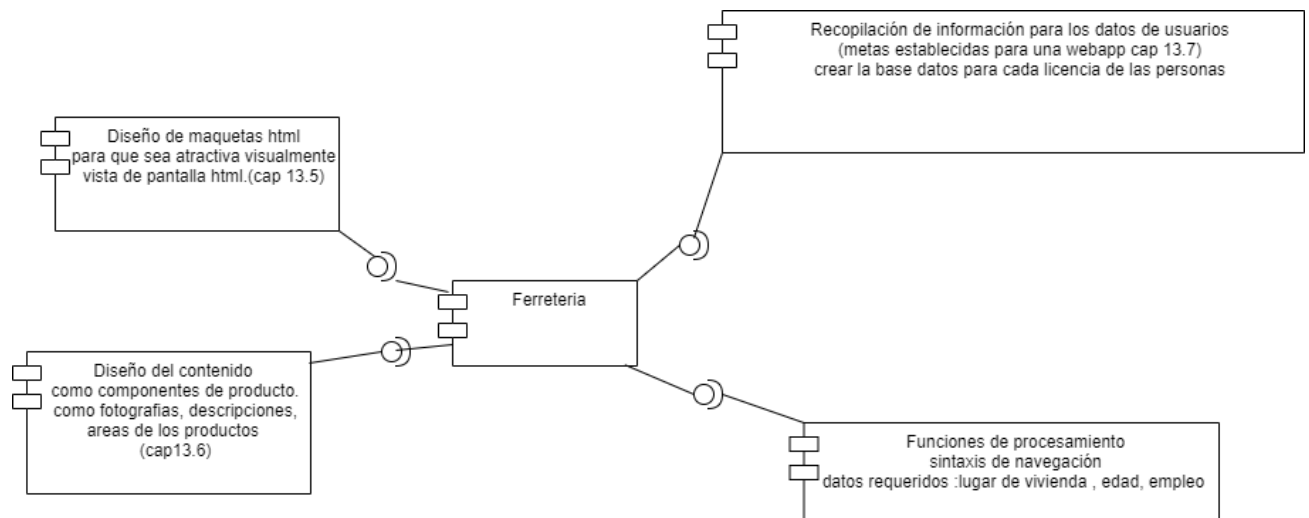 Recopilación de información para los datos de usuarios
(metas establecidas para una webapp cap 13.7)
crear la base datos para cada licencia de las personas
Diseño de maquetas html
para que sea atractiva visualmente
vista de pantalla html.(cap 13.5)
Ferreteria
Diseño del contenido
como componentes de producto.
como fotografias, descripciones,
areas de los productos
(cap13.6)
Funciones de procesamiento
sintaxis de navegación
datos requeridos :lugar de vivienda , edad, empleo